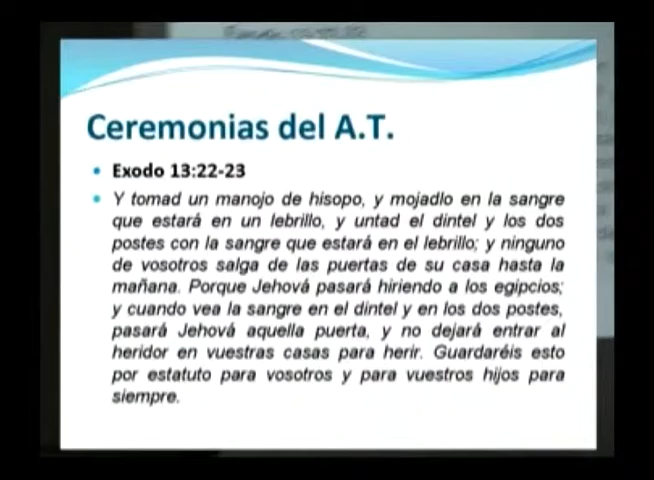 Ceremonias del A.T.
Exodo 13:22-23
Y tomad un manojo de hisopo, y mojadlo en la sangre
que estará en un lebrillo, y untad el dintel y los dos
postes con la sangre que estará en el lebrillo; y ninguno
de vosotros salga de las puertas de su casa hasta la
mañana. Porque Jehová pasará hiriendo a los egipcios;
y cuando vea la sangre en el dintel y en los dos postes,
pasará Jehová aquella puerta, y no dejará entrar al
heridor en vuestras casas para herir. Guardaréis esto
por estatuto para vosotros y para vuestros hijos para
siempre.